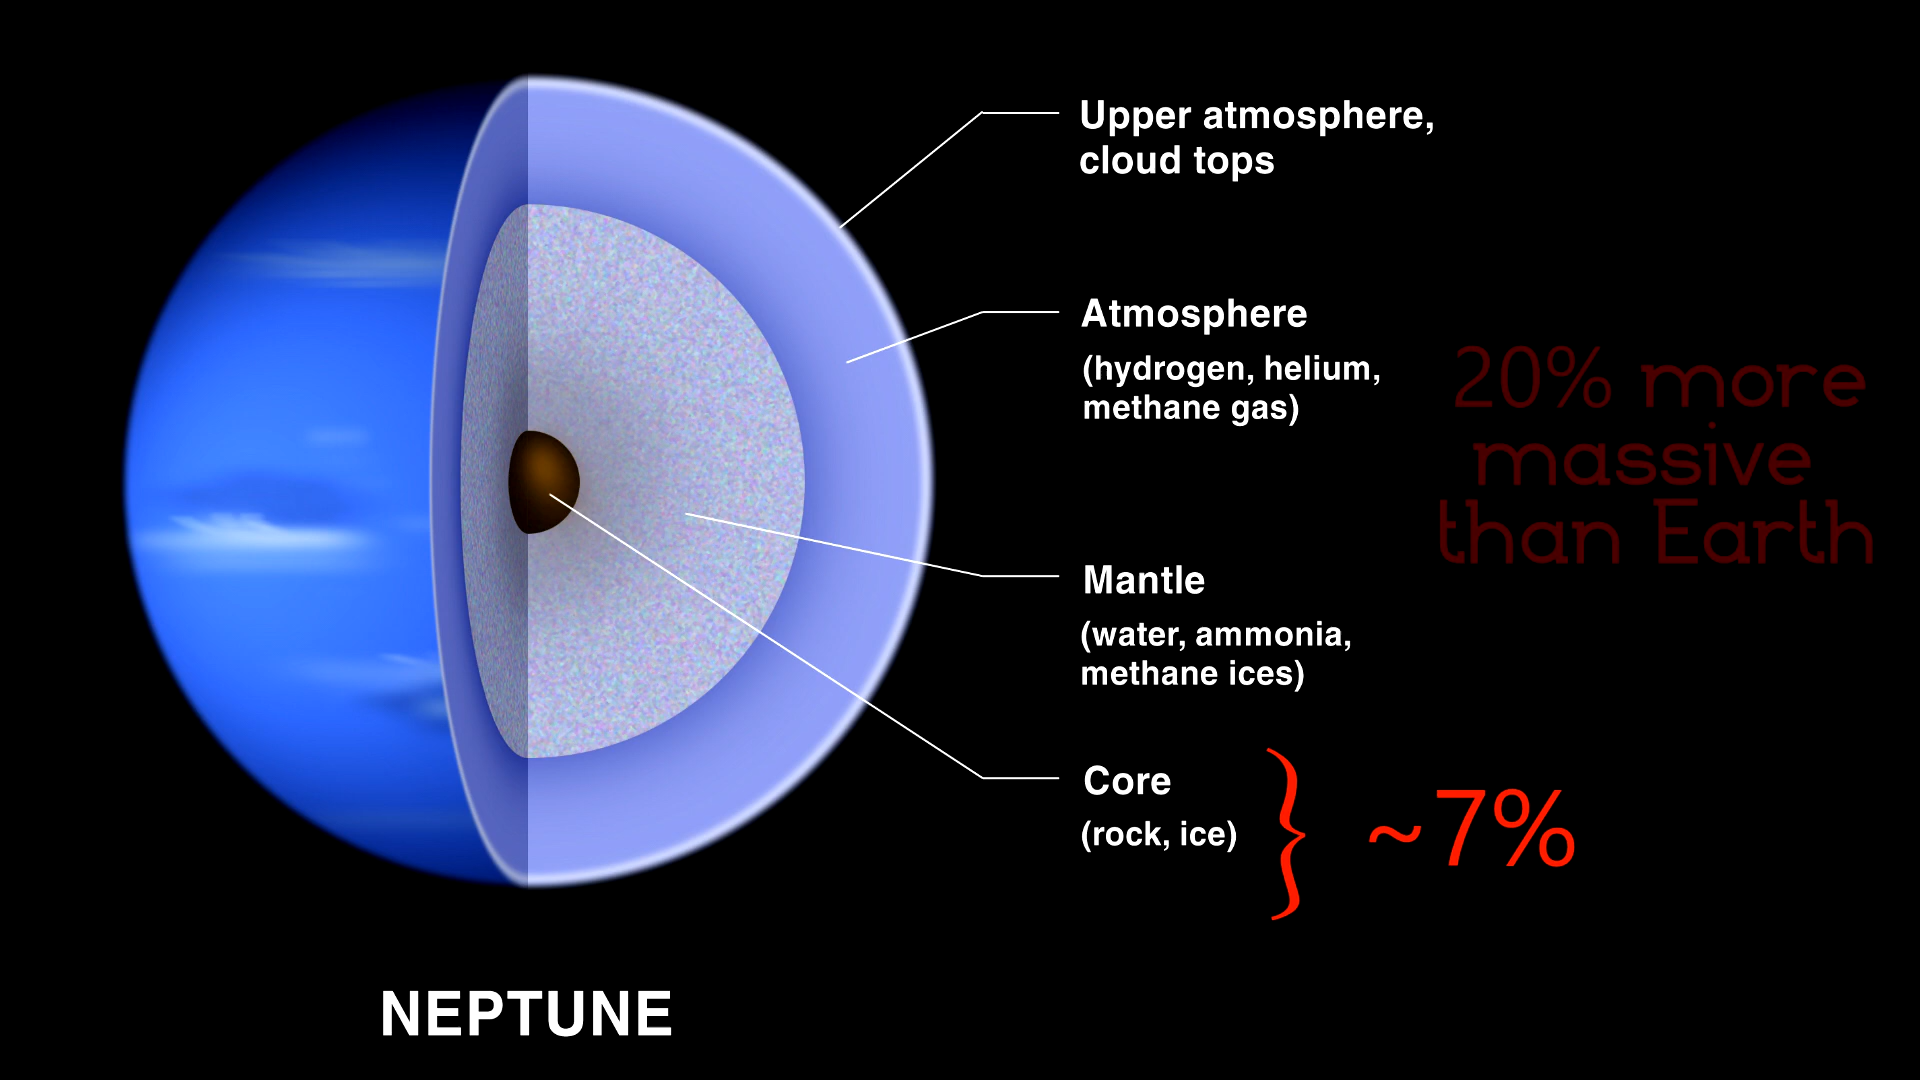 Upper atmosphere,
cloud tops
Atmosphere
(hydrogen, helium,
methane gas)
20% more
massive
than Earth
Mantle
(water, ammonia,
methane ices)
Core
(rock, ice)
~7%
NEPTUNE